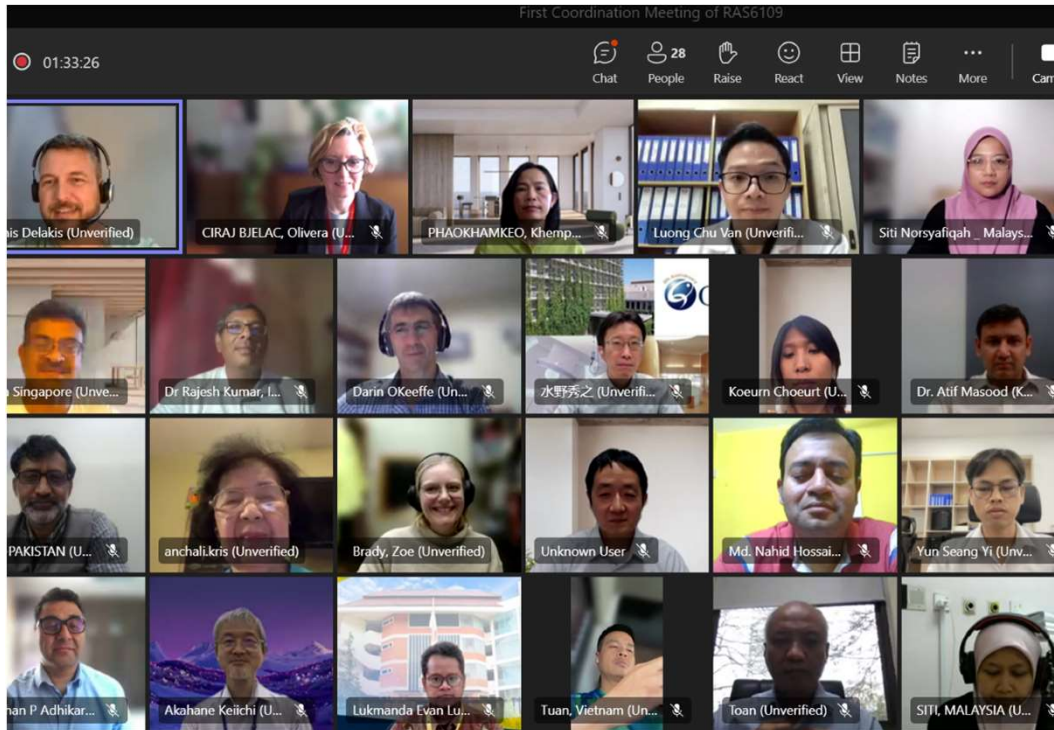 First Coordination Meeting of RAS6109
01:33:26
28
Chat
People
Raise
React
View
Notes
More
Cam
is Delakis (Unverified)
CIRAJ BJELAC, Olivera (U...
PHAOKHAMKEO, Khemp...
Luong Chu Van (Unverifi...
Siti Norsyafiqah _ Malays...
Singapore (Unve...
Dr Rajesh Kumar, I...
Darin OKeeffe (Un...
水野秀之 (Unverifi...
Koeurn Choeurt (U...
Dr. Atif Masood (K...
PAKISTAN (U...
anchali.kris (Unverified)
Brady, Zoe (Unverified)
Unknown User
Md. Nahid Hossai...
Yun Seang Yi (Unv...
han P Adhikar...
Akahane Keiichi (U...
Lukmanda Evan Lu...
Tuan, Vietnam (Un...
Toan (Unverified)
SITI, MALAYSIA (U...